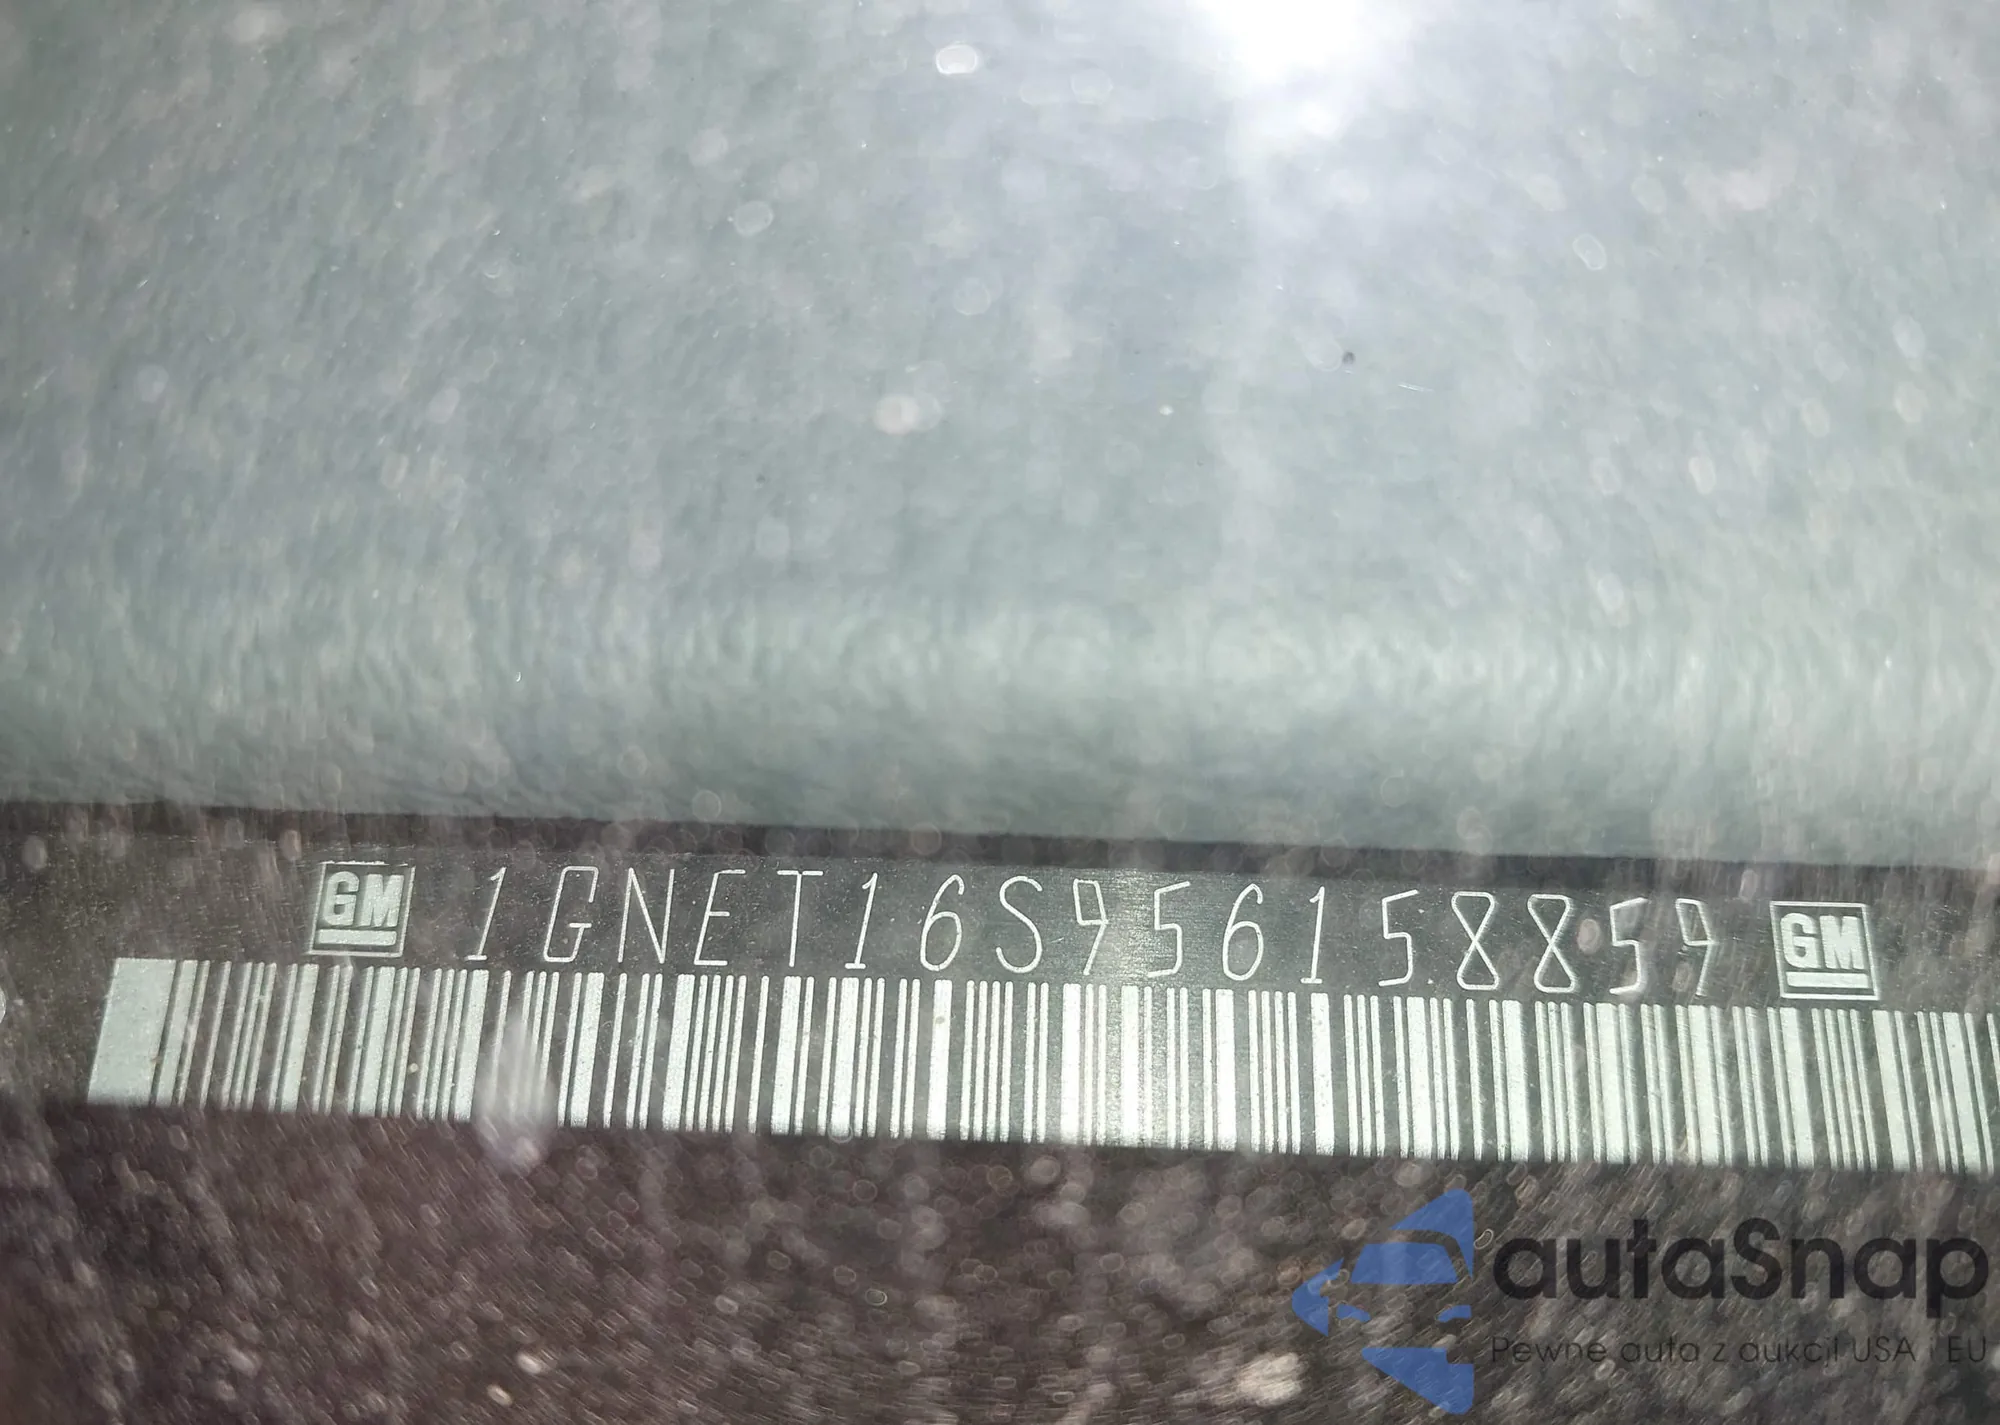 GM 1GNET16S956158859 GM
autaSnap
Pewne auta z aukcji USA i EU